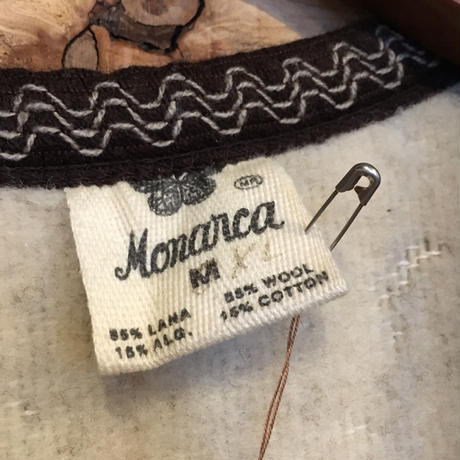 MR
Monarca
M XL
85% LANA 85% WOOL
15% ALG. 15% COTTON